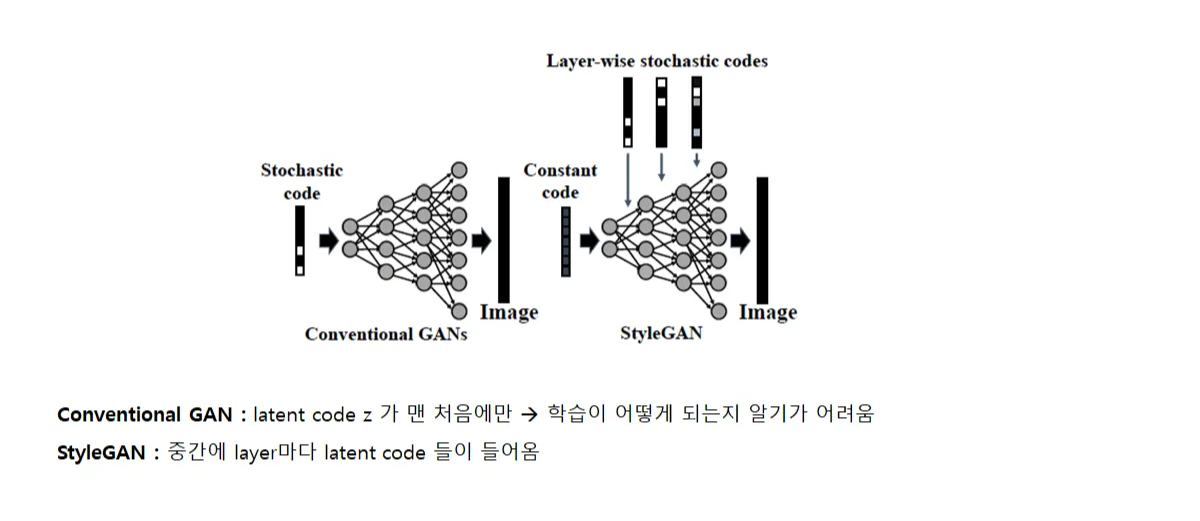 Layer-wise stochastic codes
Stochastic
code
Constant
code
Image
Image
Conventional GANs
StyleGAN
Conventional GAN : latent code z 가 맨 처음에만 → 학습이 어떻게 되는지 알기가 어려움
StyleGAN : 중간에 layer마다 latent code 들이 들어옴